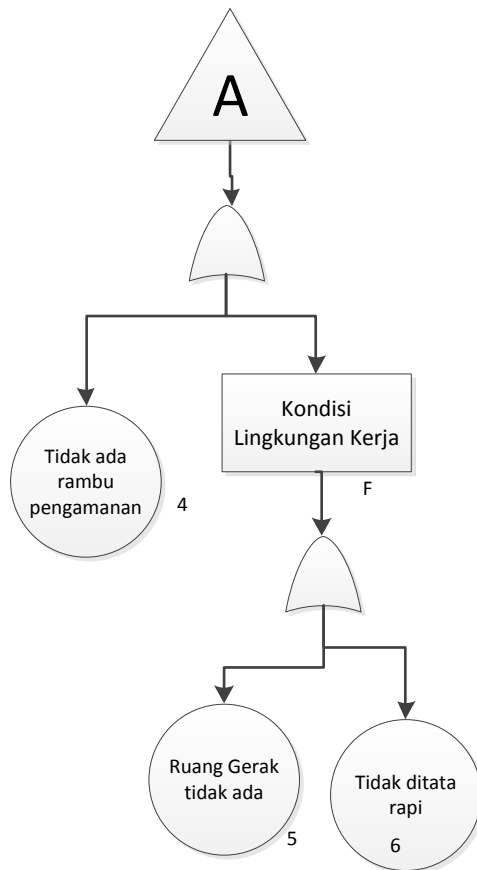 A
Tidak ada
rambu
pengamanan
4
Kondisi
Lingkungan Kerja
F
Ruang Gerak
tidak ada
5
Tidak ditata
rapi
6